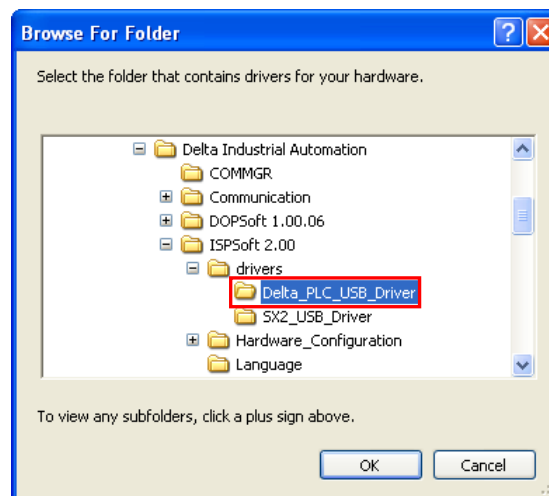 Browse For Folder
Select the folder that contains drivers for your hardware.
Delta Industrial Automation
COMMGR
Communication
DOPSoft 1.00.06
ISPSoft 2.00
drivers
Delta_PLC_USB_Driver
SX2_USB_Driver
Hardware_Configuration
Language
To view any subfolders, click a plus sign above.
OK Cancel